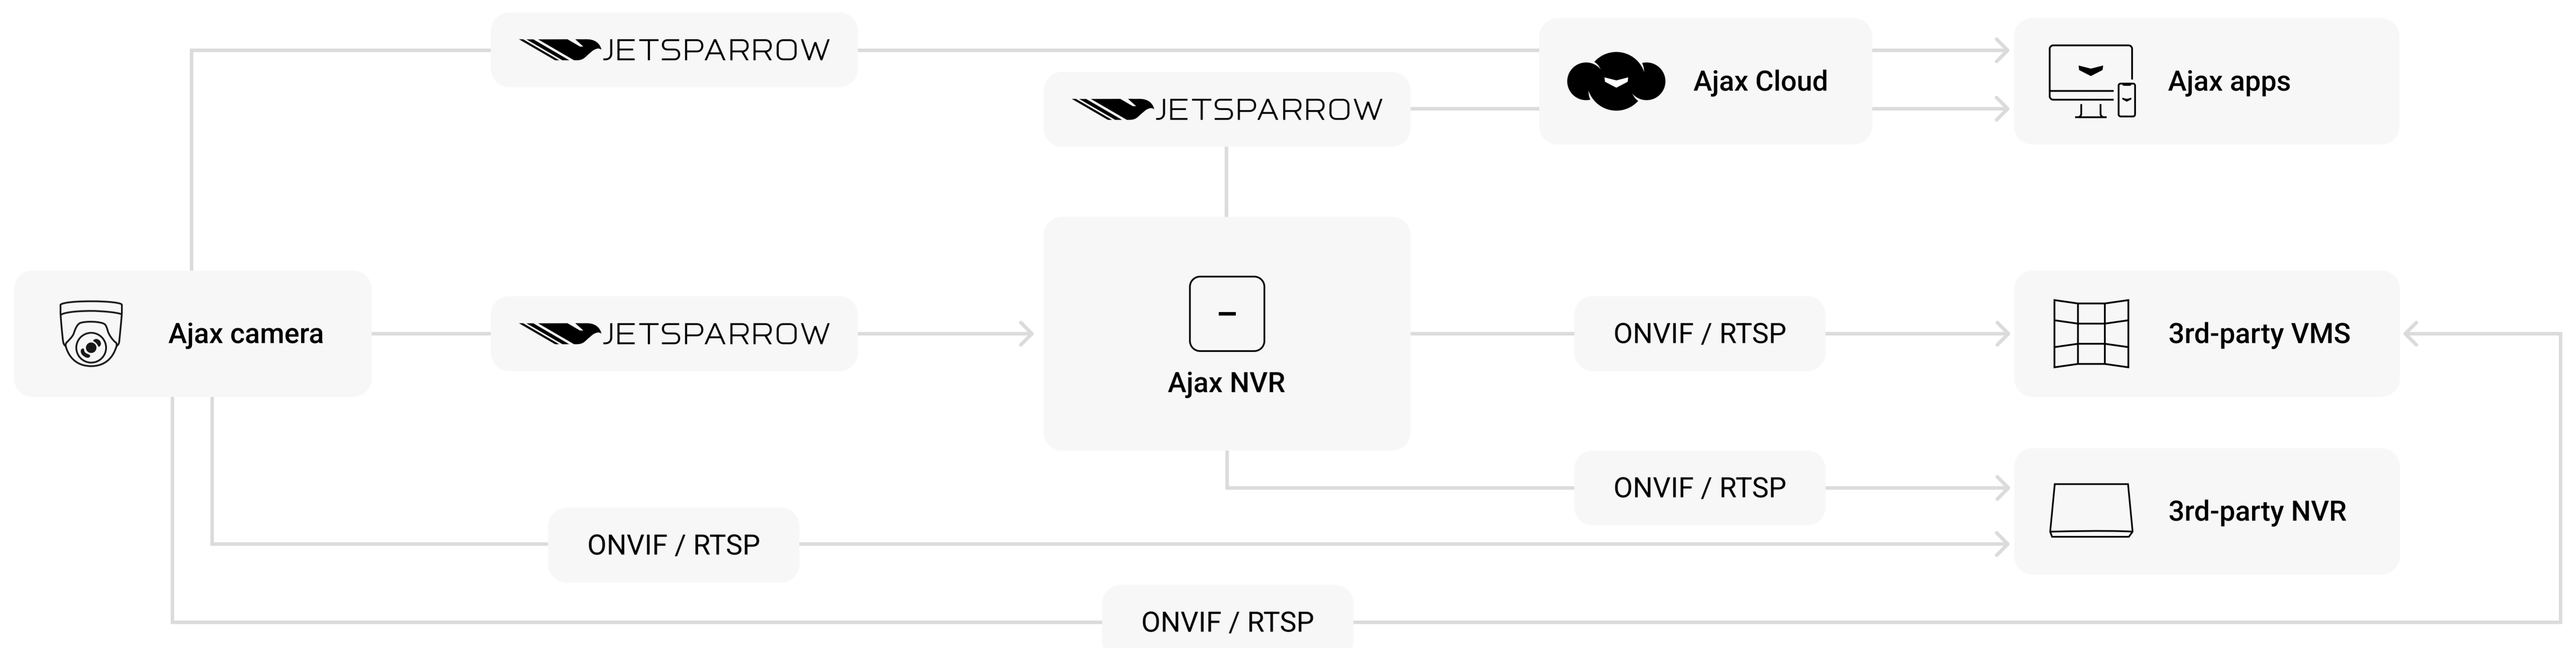 JETSPARROW
JETSPARROW
Ajax Cloud
Ajax apps
Ajax camera
JETSPARROW
Ajax NVR
ONVIF / RTSP
3rd-party VMS
ONVIF / RTSP
3rd-party NVR
ONVIF / RTSP
ONVIF / RTSP